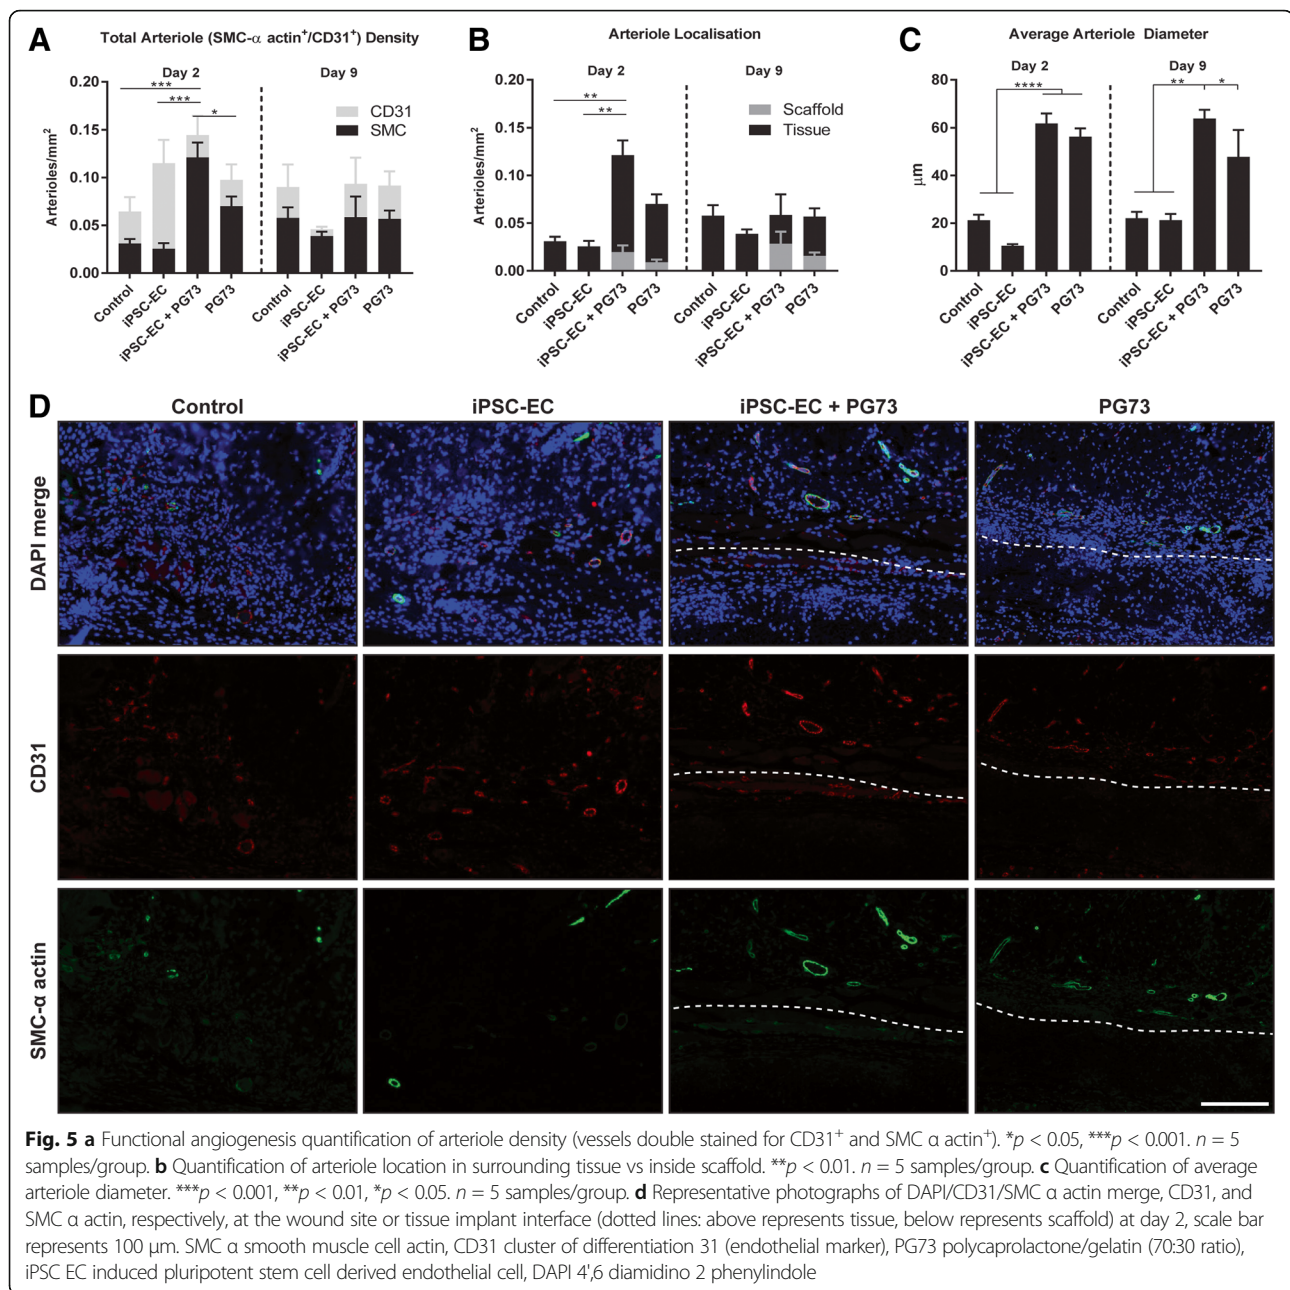 A
Total Arteriole (SMC-α actin⁺/CD31⁺) Density
Day 2
Day 9
***
***
*
CD31
SMC
Arterioles/mm²
0.20
0.15
0.10
0.05
0.00
Control
iPSC-EC
iPSC-EC + PG73
PG73
Control
iPSC-EC
iPSC-EC + PG73
PG73
B
Arteriole Localisation
Day 2
Day 9
**
**
Scaffold
Tissue
Arterioles/mm²
0.20
0.15
0.10
0.05
0.00
Control
iPSC-EC
iPSC-EC + PG73
PG73
Control
iPSC-EC
iPSC-EC + PG73
PG73
C
Average Arteriole Diameter
Day 2
Day 9
****
**
*
µm
80
60
40
20
0
Control
iPSC-EC
iPSC-EC + PG73
PG73
Control
iPSC-EC
iPSC-EC + PG73
PG73
D
Control
iPSC-EC
iPSC-EC + PG73
PG73
DAPI merge
CD31
SMC-α actin
Fig. 5 a Functional angiogenesis quantification of arteriole density (vessels double stained for CD31⁺ and SMC α actin⁺). *p < 0.05, ***p < 0.001. n = 5
samples/group. b Quantification of arteriole location in surrounding tissue vs inside scaffold. **p < 0.01. n = 5 samples/group. c Quantification of average
arteriole diameter. ***p < 0.001, **p < 0.01, *p < 0.05. n = 5 samples/group. d Representative photographs of DAPI/CD31/SMC α actin merge, CD31, and
SMC α actin, respectively, at the wound site or tissue implant interface (dotted lines: above represents tissue, below represents scaffold) at day 2, scale bar
represents 100 µm. SMC α smooth muscle cell actin, CD31 cluster of differentiation 31 (endothelial marker), PG73 polycaprolactone/gelatin (70:30 ratio),
iPSC EC induced pluripotent stem cell derived endothelial cell, DAPI 4′,6 diamidino 2 phenylindole